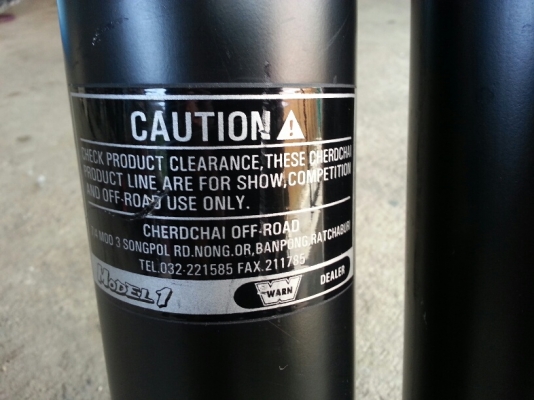 CAUTION
CHECK PRODUCT CLEARANCE, THESE CHERDCHAI
PRODUCT LINE ARE FOR SHOW, COMPETITION
AND OFF-ROAD USE ONLY.
CHERDCHAI OFF-ROAD
MOO 3 SONGPOL RD.NONG.OR,BANPONG,RATCHABURI
TEL.032-221585 FAX.211785
MODEL 1
WARN DEALER